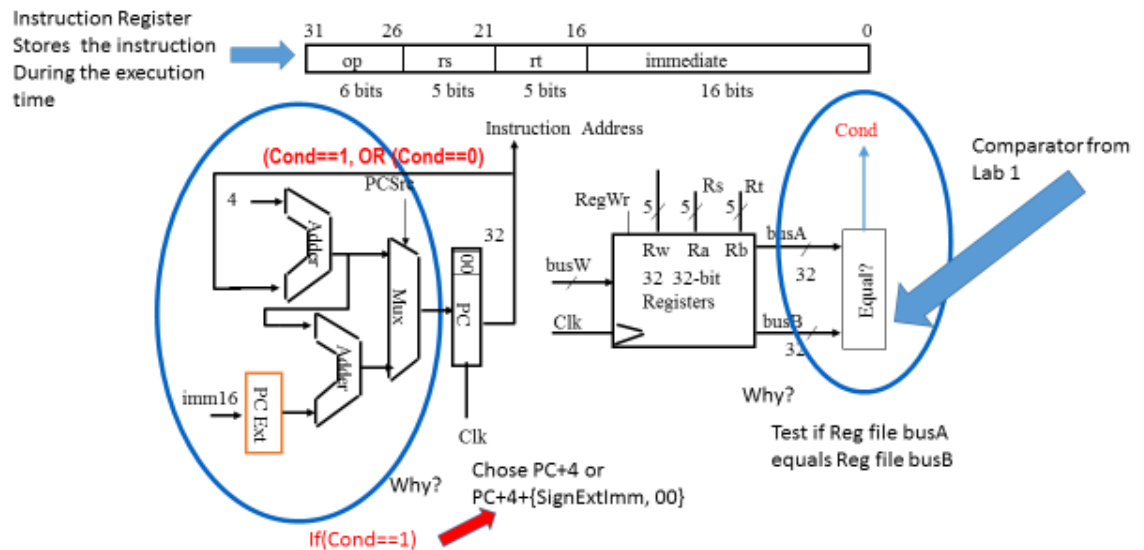 Instruction Register
Stores the instruction
During the execution
time
31 26 21 16 0
op rs rt immediate
6 bits 5 bits 5 bits 16 bits
Instruction Address
(Cond==1, OR (Cond==0)
PCSrc
4
Adder
32
00
PC
Mux
Adder
imm16
PC Ext
Clk
Why?
Chose PC+4 or
PC+4+{SignExtImm, 00}
If(Cond==1)
Cond
Comparator from
Lab 1
Rs Rt
RegWr 5 5 5
busA
Rw Ra Rb
busW
32 32-bit
Registers
32
Equal?
Clk
busB
32
Why?
Test if Reg file busA
equals Reg file busB